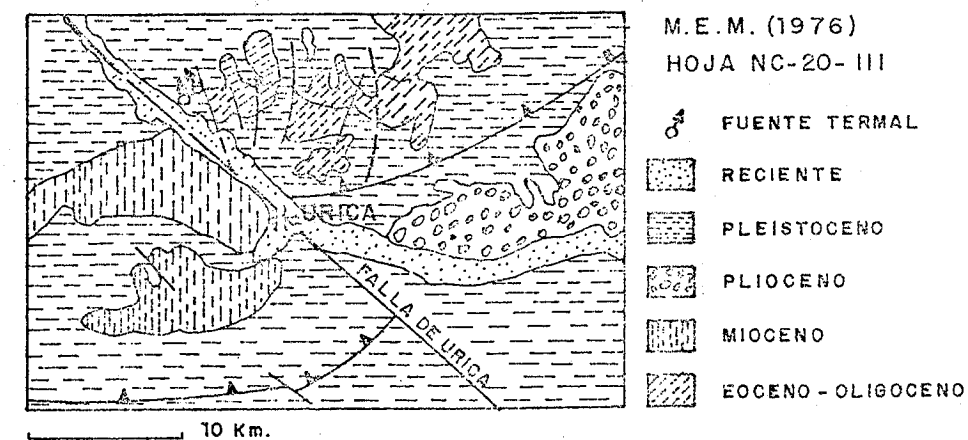 M.E.M. (1976)
HOJA NC-20-III
FUENTE TERMAL
RECIENTE
PLEISTOCENO
PLIOCENO
MIOCENO
EOCENO-OLIGOCENO
URICA
FALLA DE URICA
10 Km.